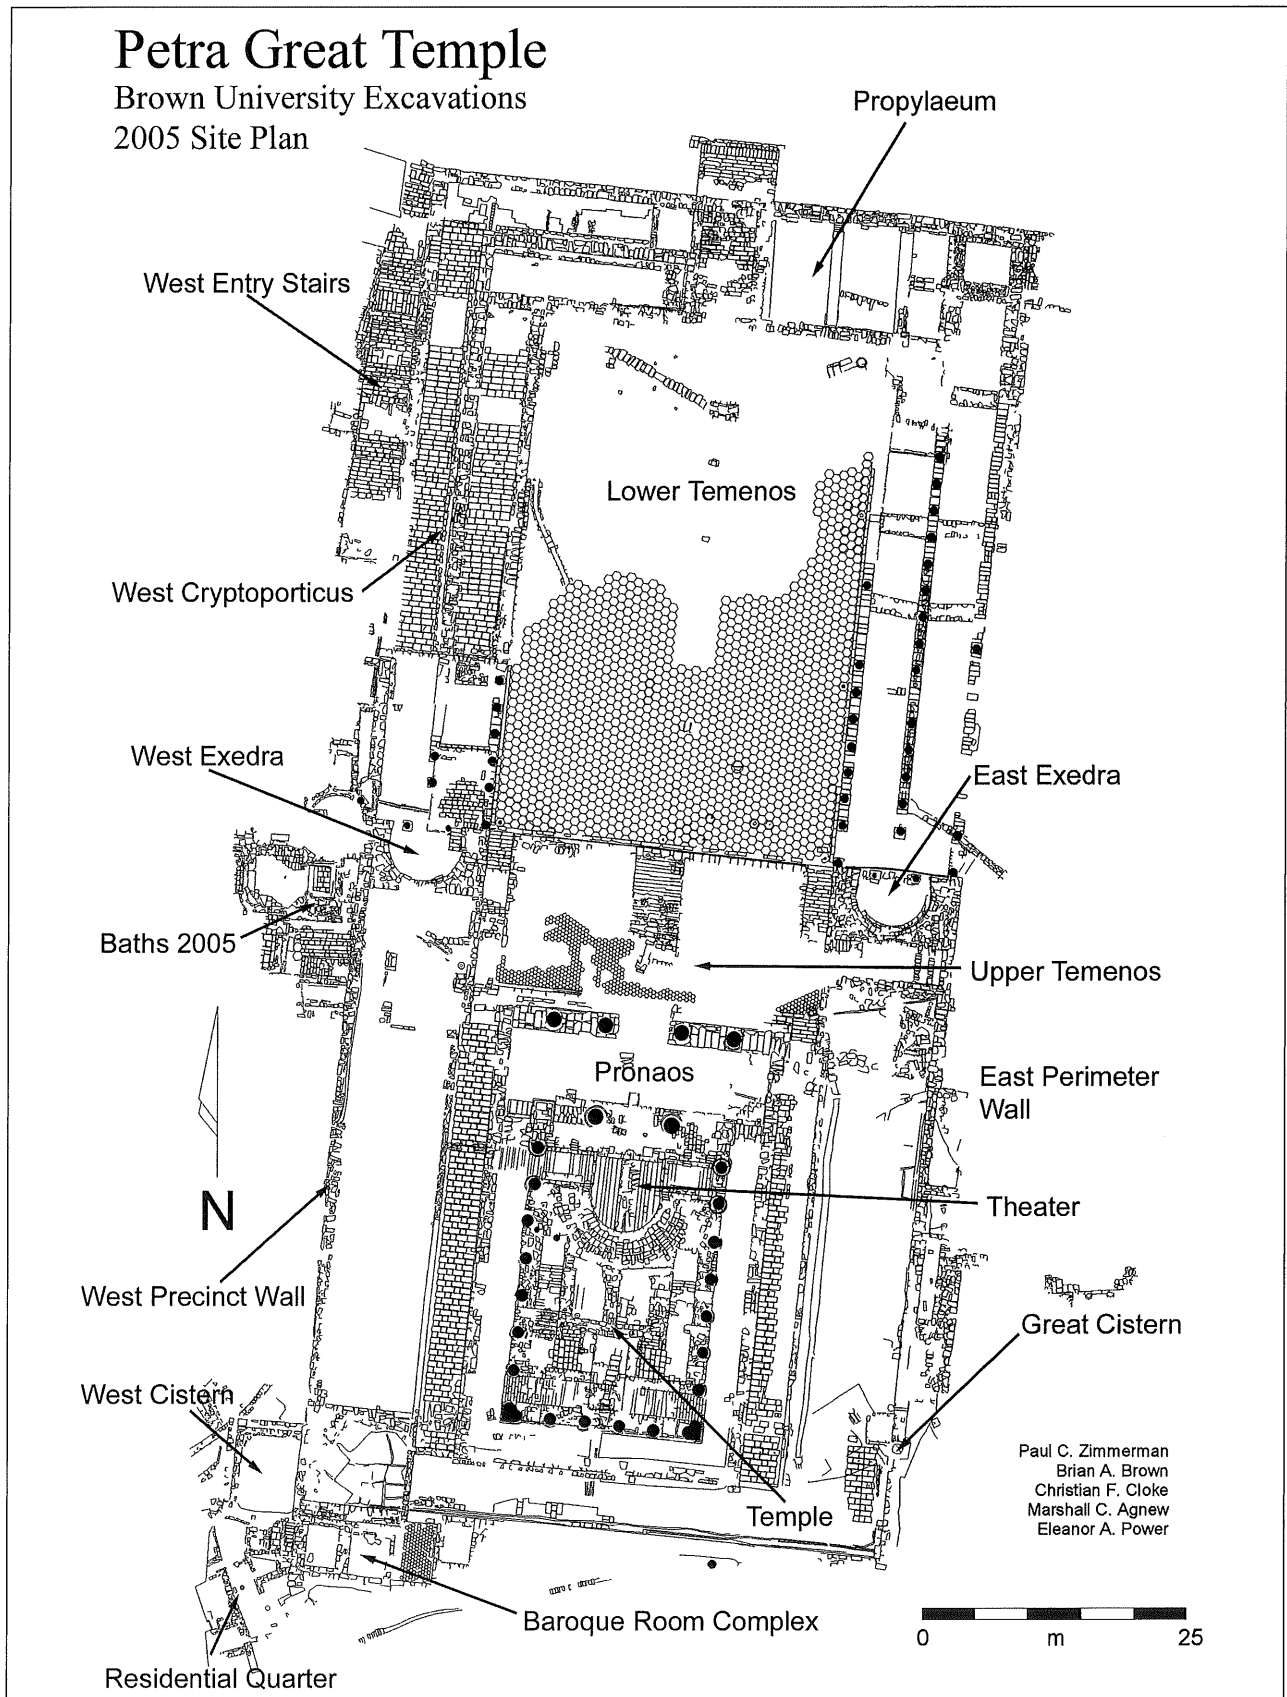 Petra Great Temple
Brown University Excavations
2005 Site Plan
Propylaeum
West Entry Stairs
Lower Temenos
West Cryptoporticus
West Exedra
East Exedra
Baths 2005
Upper Temenos
Pronaos
East Perimeter
Wall
N
Theater
West Precinct Wall
Great Cistern
West Cistern
Paul C. Zimmerman
Brian A. Brown
Christian F. Cloke
Marshall C. Agnew
Eleanor A. Power
Temple
Baroque Room Complex
0 m 25
Residential Quarter